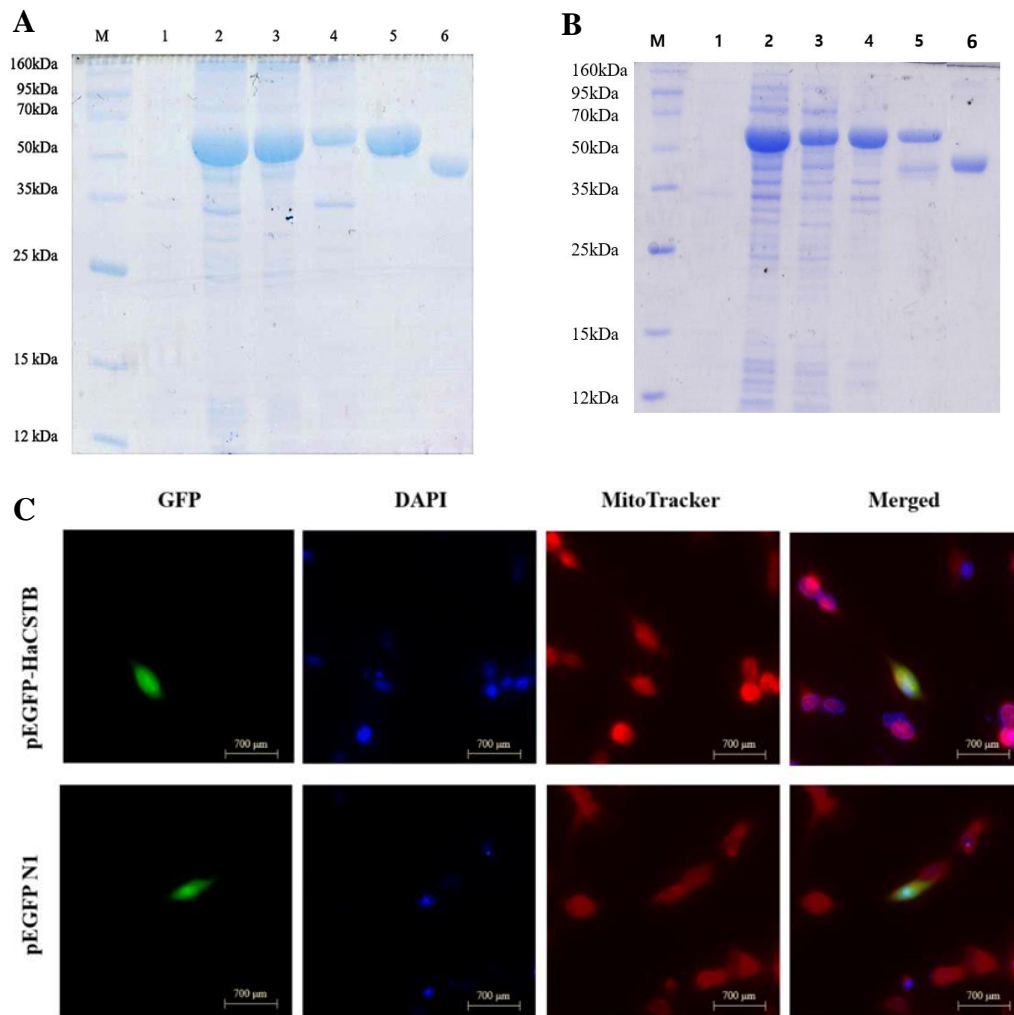 A
M 1 2 3 4 5 6
160kDa
95kDa
70kDa
50kDa
35kDa
25 kDa
15 kDa
12 kDa
B
M 1 2 3 4 5 6
160kDa
95kDa
70kDa
50kDa
35kDa
25kDa
15kDa
12kDa
C
GFP DAPI MitoTracker Merged
pEGFP-HaCSTB
700 μm 700 μm 700 μm 700 μm
pEGFP N1
700 μm 700 μm 700 μm 700 μm